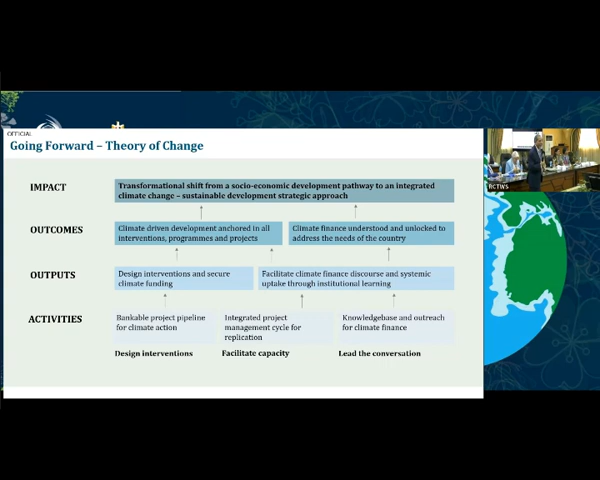 OFFICIAL
Going Forward – Theory of Change
IMPACT
Transformational shift from a socio-economic development pathway to an integrated
climate change – sustainable development strategic approach
OUTCOMES
Climate driven development anchored in all
interventions, programmes and projects
Climate finance understood and unlocked to
address the needs of the country
OUTPUTS
Design interventions and secure
climate funding
Facilitate climate finance discourse and systemic
uptake through institutional learning
ACTIVITIES
Bankable project pipeline
for climate action
Integrated project
management cycle for
replication
Knowledgebase and outreach
for climate finance
Design interventions
Facilitate capacity
Lead the conversation
RCTWS